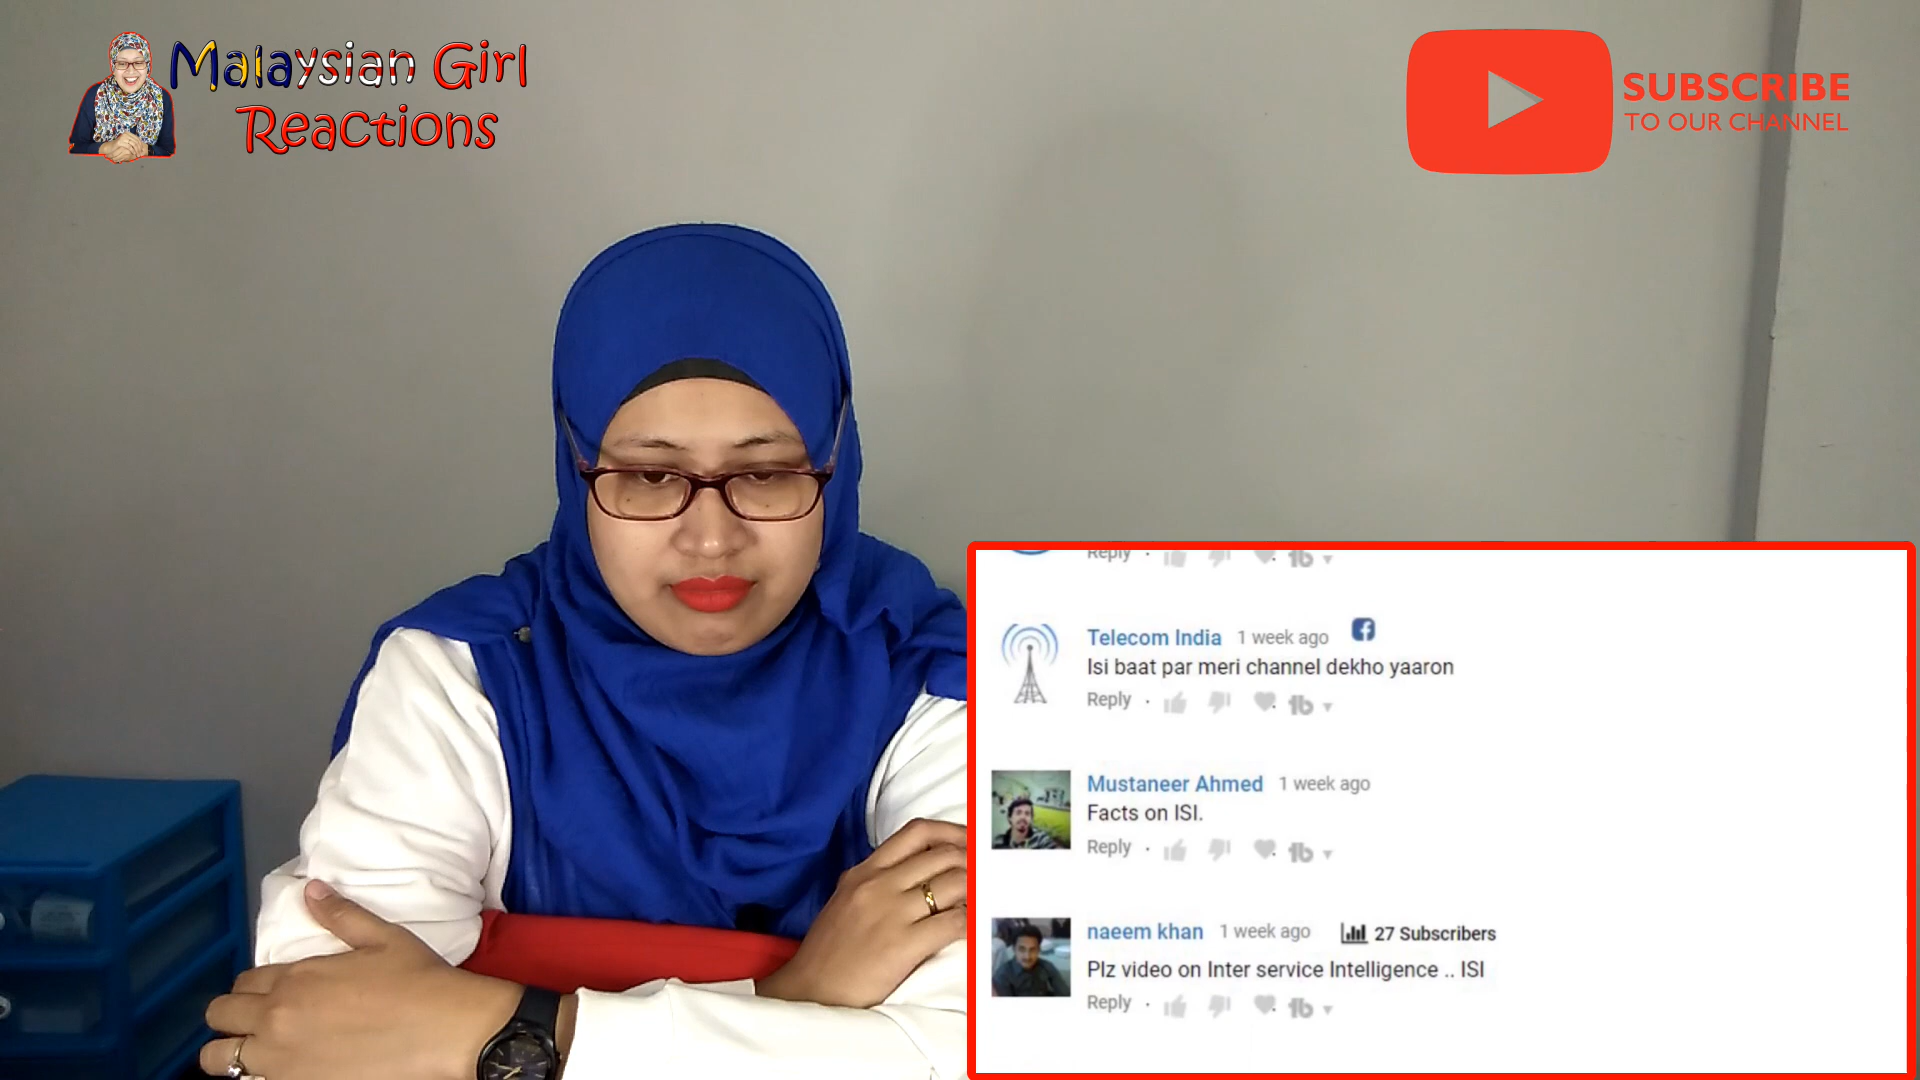 Malaysian Girl
Reactions
SUBSCRIBE
TO OUR CHANNEL
Reply
Telecom India 1 week ago
Isi baat par meri channel dekho yaaron
Reply
Mustaneer Ahmed 1 week ago
Facts on ISI.
Reply
naeem khan 1 week ago 27 Subscribers
Plz video on Inter service Intelligence .. ISI
Reply